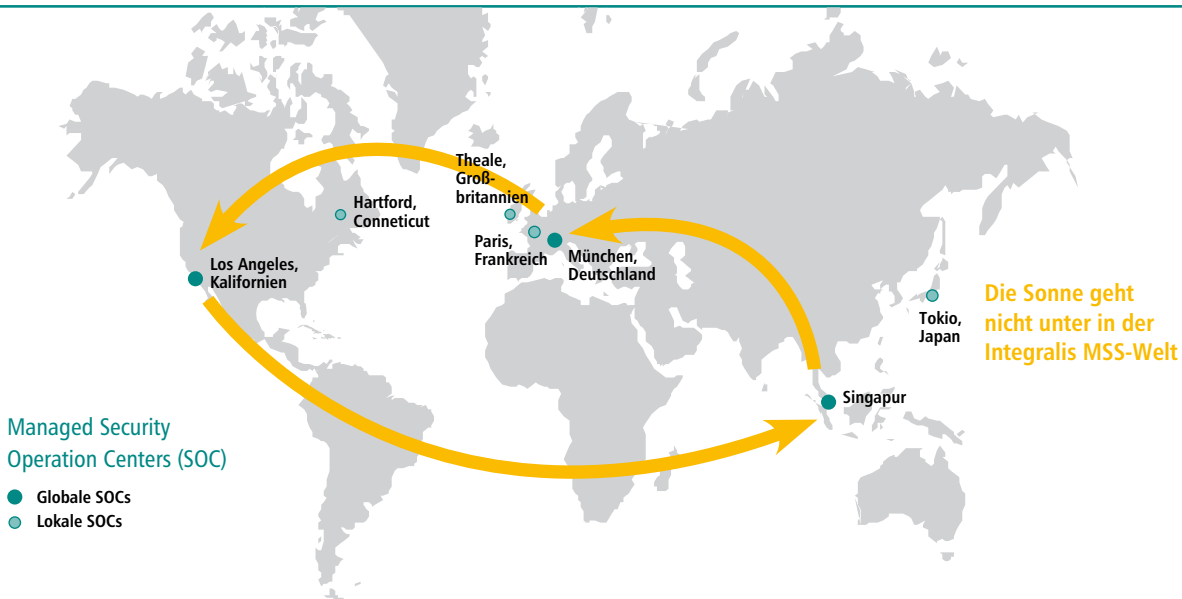 Theale,
Groß-
britannien
Hartford,
Conneticut
Paris,
Frankreich
München,
Deutschland
Los Angeles,
Kalifornien
Die Sonne geht
nicht unter in der
Integralis MSS-Welt
Tokio,
Japan
Singapur
Managed Security
Operation Centers (SOC)
Globale SOCs
Lokale SOCs